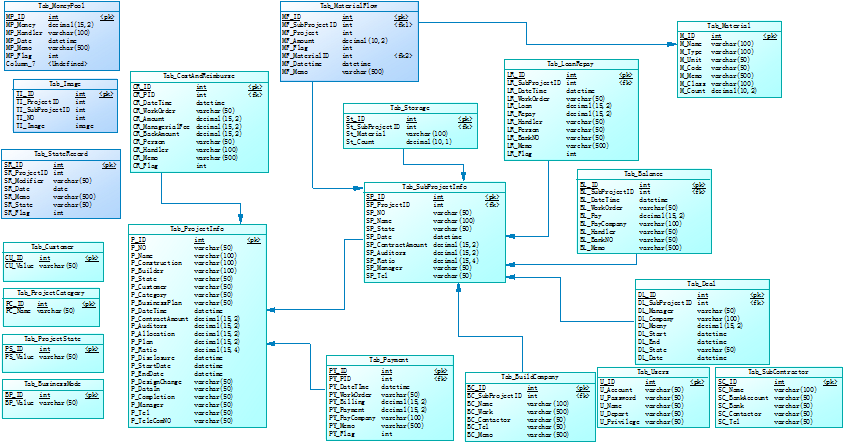 Tab_MoneyPool
MP_ID int <pk>
MP_Money decimal(15,2)
MP_Handler varchar(100)
MP_Date datetime
MP_Memo varchar(500)
MP_Flag int
Column_7 <Undefined>
Tab_Image
TI_ID int <pk>
TI_ProjectID int
TI_SubProjectID int
TI_NO int
TI_Image image
Tab_StateRecord
SR_ID int <pk>
SR_ProjectID int
SR_Modifier varchar(50)
SR_Date date
SR_Memo varchar(500)
SR_State varchar(50)
SR_Flag int
Tab_Customer
CU_ID int <pk>
CU_Value varchar(50)
Tab_ProjectCategory
PC_ID int <pk>
PC_Name varchar(50)
Tab_ProjectState
PS_ID int <pk>
PS_Value varchar(50)
Tab_BusinessMode
BP_ID int <pk>
BP_Value varchar(50)
Tab_CostAndReimburse
CR_ID int <pk>
CR_PID int <fk>
CR_DateTime datetime
CR_WorkOrder varchar(50)
CR_Amount decimal(15,2)
CR_ManagerialFee decimal(15,2)
CR_BackAmount decimal(15,2)
CR_Person varchar(50)
CR_Handler varchar(100)
CR_Memo varchar(500)
CR_Flag int
Tab_ProjectInfo
P_ID int <pk>
P_NO varchar(50)
P_Name varchar(100)
P_Construction varchar(100)
P_Builder varchar(100)
P_State varchar(50)
P_Customer varchar(50)
P_Category varchar(50)
P_BusinessPlan varchar(50)
P_DateTime datetime
P_ContractAmount decimal(15,2)
P_Auditors decimal(15,2)
P_Allocation decimal(15,2)
P_Plan decimal(15,2)
P_Ratio decimal(15,4)
P_Disclosure datetime
P_StartDate datetime
P_EndDate datetime
P_DesignChange varchar(50)
P_DataIn varchar(50)
P_Completion varchar(50)
P_Manager varchar(50)
P_Tel varchar(50)
P_TeleComNO varchar(50)
Tab_MaterialFlow
MF_ID int <pk>
MF_SubProjectID int <fk1>
MF_Project int
MF_Amount decimal(10,2)
MF_Flag int
MF_MaterialID int <fk2>
MF_Datetime datetime
MF_Memo varchar(500)
Tab_Storage
St_ID int <pk>
St_SubProjectID int <fk>
St_Material varchar(100)
St_Count decimal(10,1)
Tab_SubProjectInfo
SP_ID int <pk>
SP_ProjectID int <fk>
SP_NO varchar(50)
SP_Name varchar(100)
SP_State varchar(50)
SP_Date datetime
SP_ContractAmount decimal(15,2)
SP_Auditors decimal(15,2)
SP_Ratio decimal(15,4)
SP_Manager varchar(50)
SP_Tel varchar(50)
Tab_Payment
PY_ID int <pk>
PY_PID int <fk>
PY_DateTime datetime
PY_WorkOrder varchar(50)
PY_Billing decimal(15,2)
PY_Payment decimal(15,2)
PY_PayCompany varchar(100)
PY_Memo varchar(500)
PY_Flag int
Tab_LoanRepay
LR_ID int <pk>
LR_SubProjectID int <fk>
LR_DateTime datetime
LR_WorkOrder varchar(50)
LR_Loan decimal(15,2)
LR_Repay decimal(15,2)
LR_Handler varchar(50)
LR_Person varchar(50)
LR_BankNO varchar(50)
LR_Memo varchar(500)
LR_Flag int
Tab_Material
M_ID int <pk>
M_Name varchar(100)
M_Type varchar(100)
M_Unit varchar(50)
M_Code varchar(50)
M_Memo varchar(500)
M_Class varchar(100)
M_Count decimal(10,2)
Tab_Balance
BL_ID int <pk>
BL_SubProjectID int <fk>
BL_DateTime datetime
BL_WorkOrder varchar(50)
BL_Pay decimal(15,2)
BL_PayCompany varchar(100)
BL_Handler varchar(50)
BL_BankNO varchar(50)
BL_Memo varchar(500)
Tab_Deal
DL_ID int <pk>
DL_SubProjectID int <fk>
DL_Manager varchar(50)
DL_Company varchar(100)
DL_Moeny decimal(15,2)
DL_Start datetime
DL_End datetime
DL_State varchar(50)
DL_Date datetime
Tab_BuildCompany
BC_ID int <pk>
BC_SubProjectID int <fk>
BC_Name varchar(100)
BC_Work varchar(500)
BC_Contactor varchar(50)
BC_Tel varchar(50)
BC_Memo varchar(500)
Tab_Users
U_ID int <pk>
U_Account varchar(50)
U_Password varchar(50)
U_Name varchar(50)
U_Depart varchar(50)
U_Privilege varchar(50)
Tab_SubContractor
SC_ID int <pk>
SC_Name varchar(100)
SC_BankAccount varchar(50)
SC_Bank varchar(50)
SC_Contactor varchar(50)
SC_Tel varchar(50)